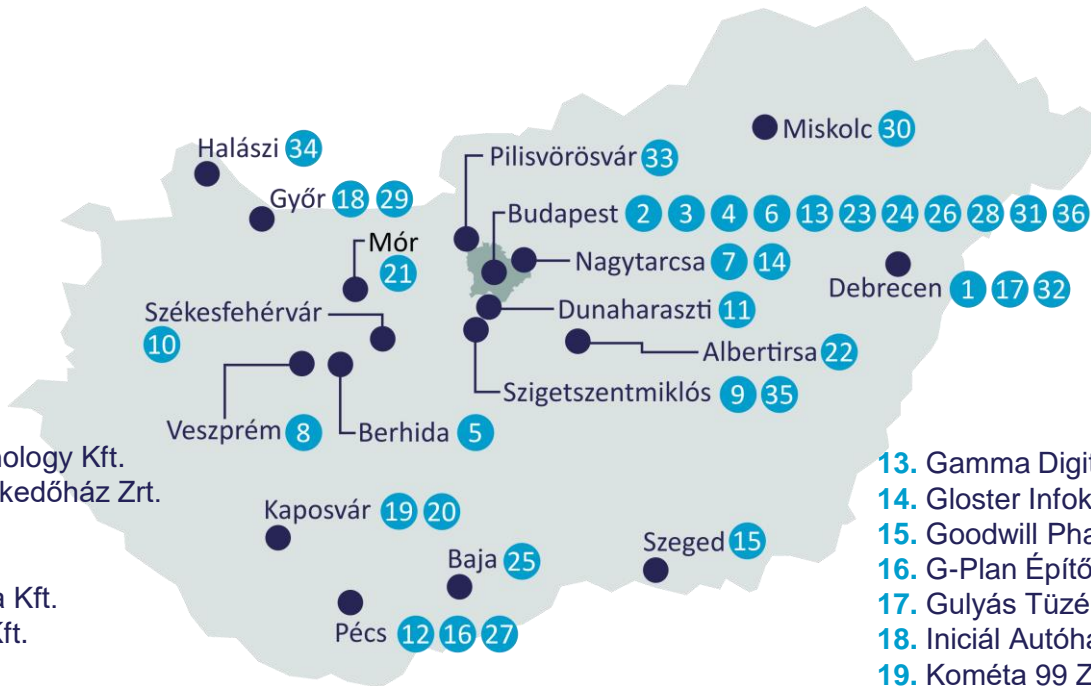 Miskolc 30
Halászi 34
Pilisvörösvár 33
Győr 18 29
Budapest 2 3 4 6 13 23 24 26 28 31 36
Mór
21
Nagytarcsa 7 14
Debrecen 1 17 32
Székesfehérvár
10
Dunaharaszti 11
Albertirsa 22
Szigetszentmiklós 9 35
Veszprém 8
Berhida 5
Kaposvár 19 20
Baja 25
Szeged 15
Pécs 12 16 27
nology Kft.
kedőház Zrt.
a Kft.
Kft.
13. Gamma Digit
14. Gloster Infok
15. Goodwill Pha
16. G-Plan Építő
17. Gulyás Tüzé
18. Iniciál Autóha
19. Kométa 99 Z